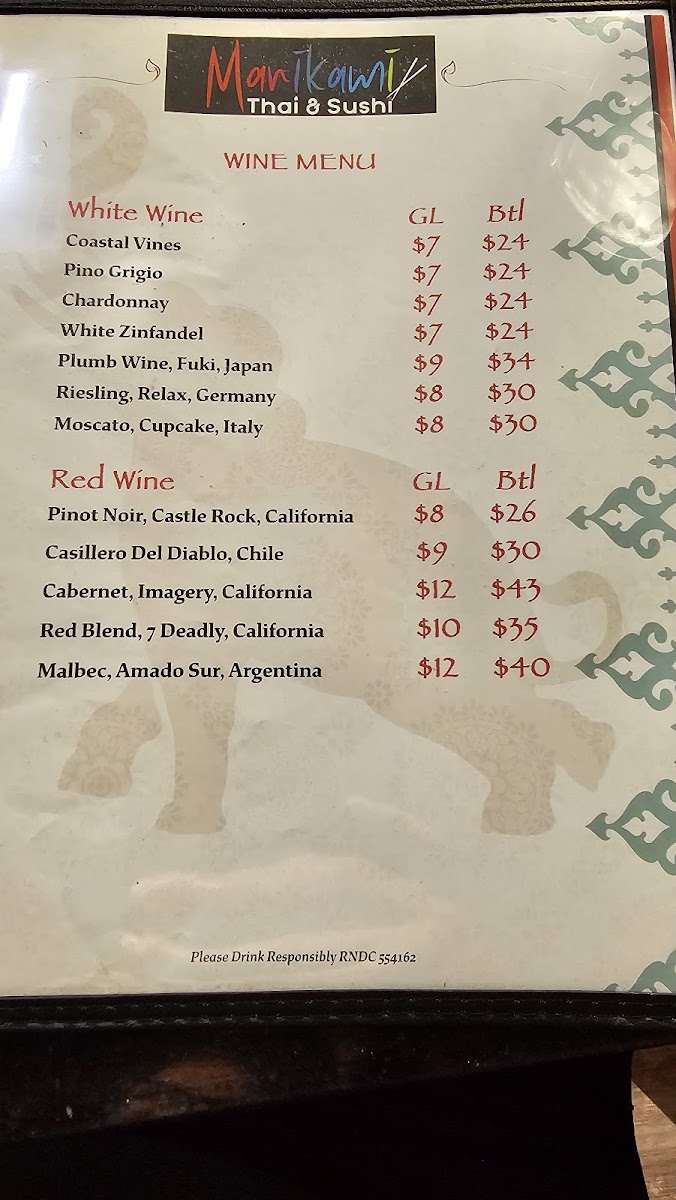 Manikami
Thai & Sushi
WINE MENU
White Wine GL Btl
Coastal Vines $7 $24
Pino Grigio $7 $24
Chardonnay $7 $24
White Zinfandel $7 $24
Plumb Wine, Fuki, Japan $9 $34
Riesling, Relax, Germany $8 $30
Moscato, Cupcake, Italy $8 $30
Red Wine GL Btl
Pinot Noir, Castle Rock, California $8 $26
Casillero Del Diablo, Chile $9 $30
Cabernet, Imagery, California $12 $43
Red Blend, 7 Deadly, California $10 $35
Malbec, Amado Sur, Argentina $12 $40
Please Drink Responsibly RNDC 554162